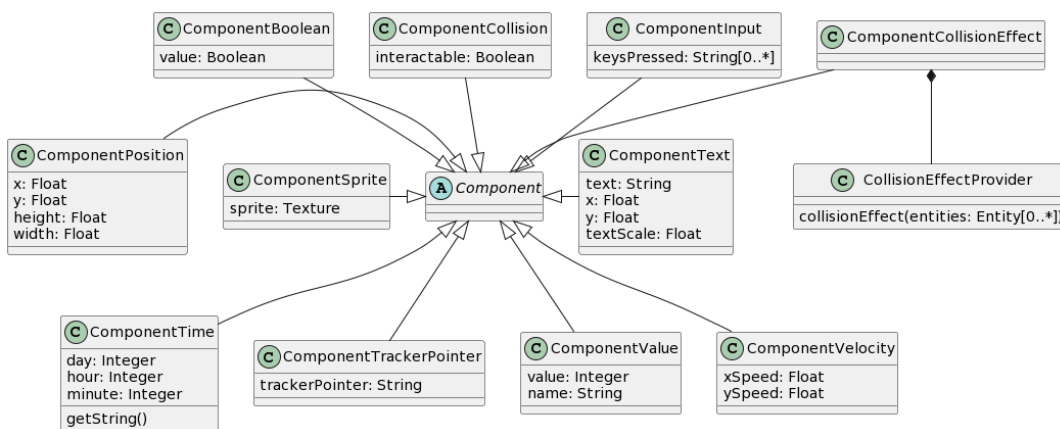 C ComponentBoolean
value: Boolean
C ComponentCollision
interactable: Boolean
C ComponentInput
keysPressed: String[0..*]
C ComponentCollisionEffect
C ComponentPosition
x: Float
y: Float
height: Float
width: Float
C ComponentSprite
sprite: Texture
A Component
C ComponentText
text: String
x: Float
y: Float
textScale: Float
C CollisionEffectProvider
collisionEffect(entities: Entity[0..*])
C ComponentTime
day: Integer
hour: Integer
minute: Integer
getString()
C ComponentTrackerPointer
trackerPointer: String
C ComponentValue
value: Integer
name: String
C ComponentVelocity
xSpeed: Float
ySpeed: Float